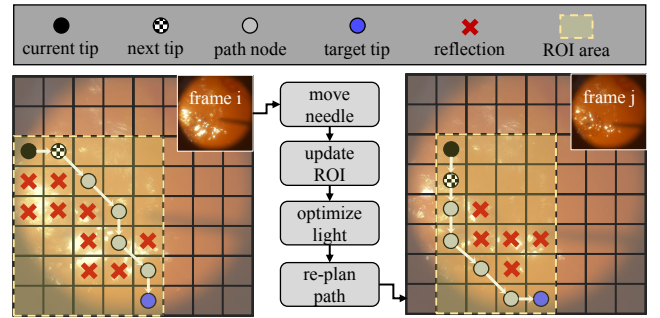 current tip
next tip
path node
target tip
reflection
ROI area
frame i
move
needle
update
ROI
optimize
light
re-plan
path
frame j